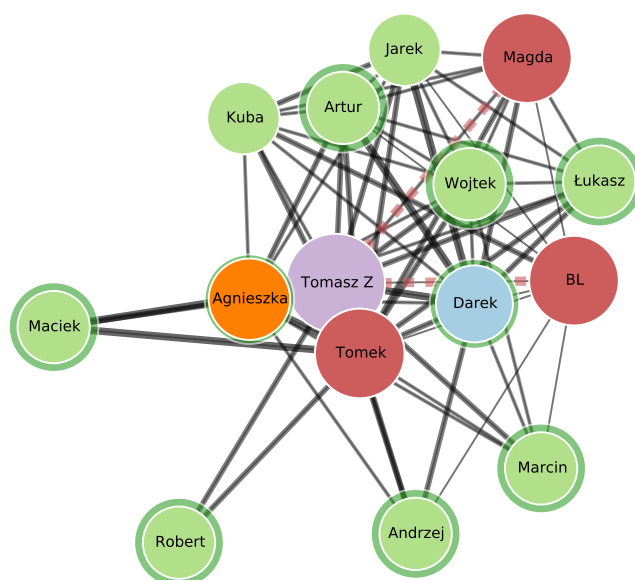 Jarek
Magda
Artur
Kuba
Łukasz
Wojtek
Tomasz Z
BL
Agnieszka
Darek
Maciek
Tomek
Marcin
Andrzej
Robert